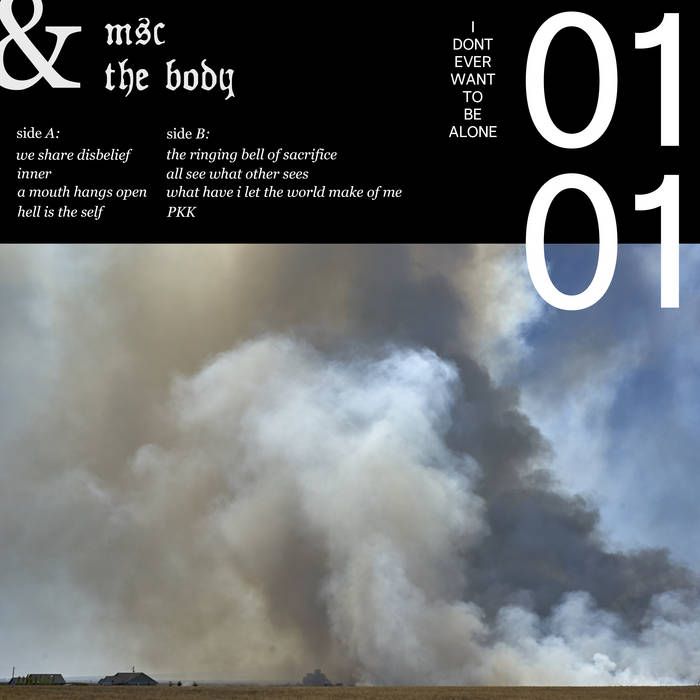 &
msc
the body
side A:
we share disbelief
inner
a mouth hangs open
hell is the self
side B:
the ringing bell of sacrifice
all see what other sees
what have i let the world make of me
PKK
I
DONT
EVER
WANT
TO
BE
ALONE
01
01